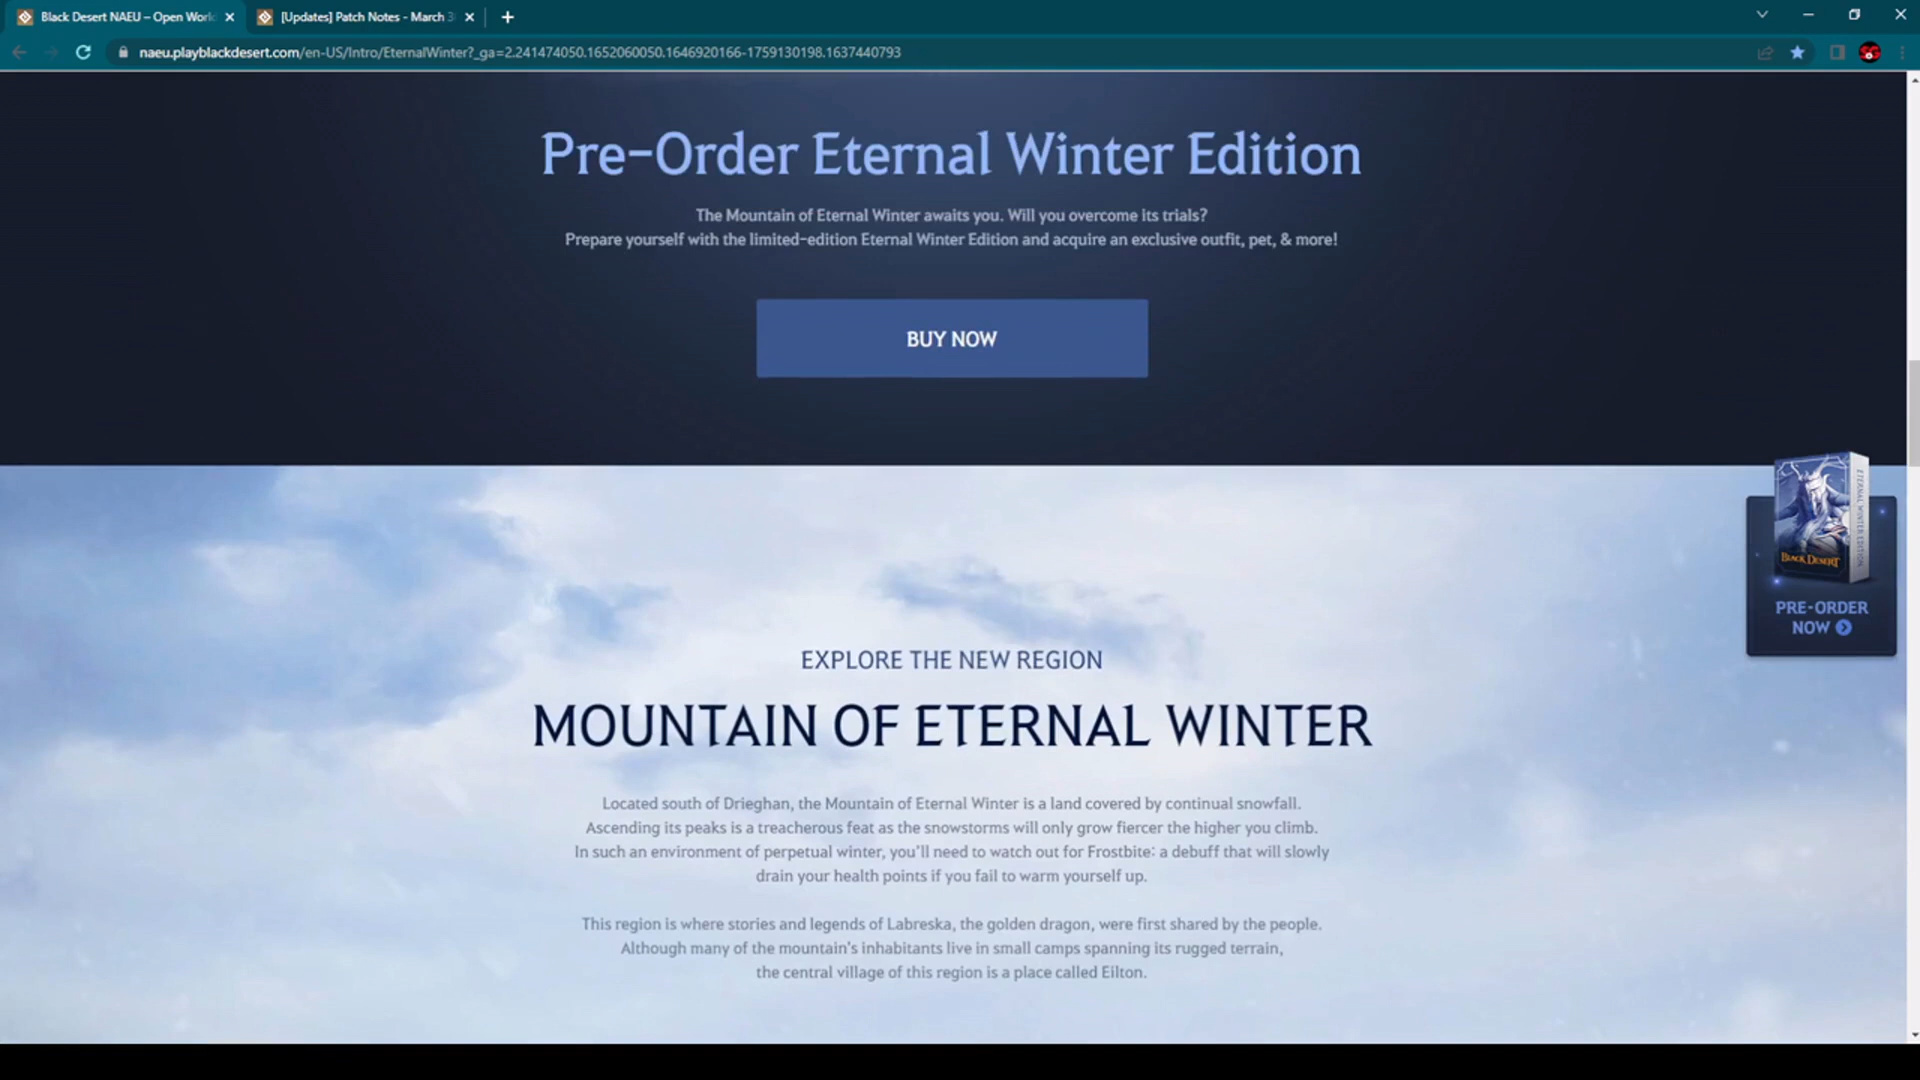 Black Desert NAEU – Open World
[Updates] Patch Notes - March 3
naeu.playblackdesert.com/en-US/Intro/EternalWinter?_ga=2.241474050.1652060050.1646920166-1759130198.1637440793
Pre-Order Eternal Winter Edition
The Mountain of Eternal Winter awaits you. Will you overcome its trials?
Prepare yourself with the limited-edition Eternal Winter Edition and acquire an exclusive outfit, pet, & more!
BUY NOW
ETERNAL WINTER EDITION
BLACK DESERT
PRE-ORDER
NOW
EXPLORE THE NEW REGION
MOUNTAIN OF ETERNAL WINTER
Located south of Drieghan, the Mountain of Eternal Winter is a land covered by continual snowfall.
Ascending its peaks is a treacherous feat as the snowstorms will only grow fiercer the higher you climb.
In such an environment of perpetual winter, you'll need to watch out for Frostbite: a debuff that will slowly
drain your health points if you fail to warm yourself up.
This region is where stories and legends of Labreska, the golden dragon, were first shared by the people.
Although many of the mountain's inhabitants live in small camps spanning its rugged terrain,
the central village of this region is a place called Eilton.